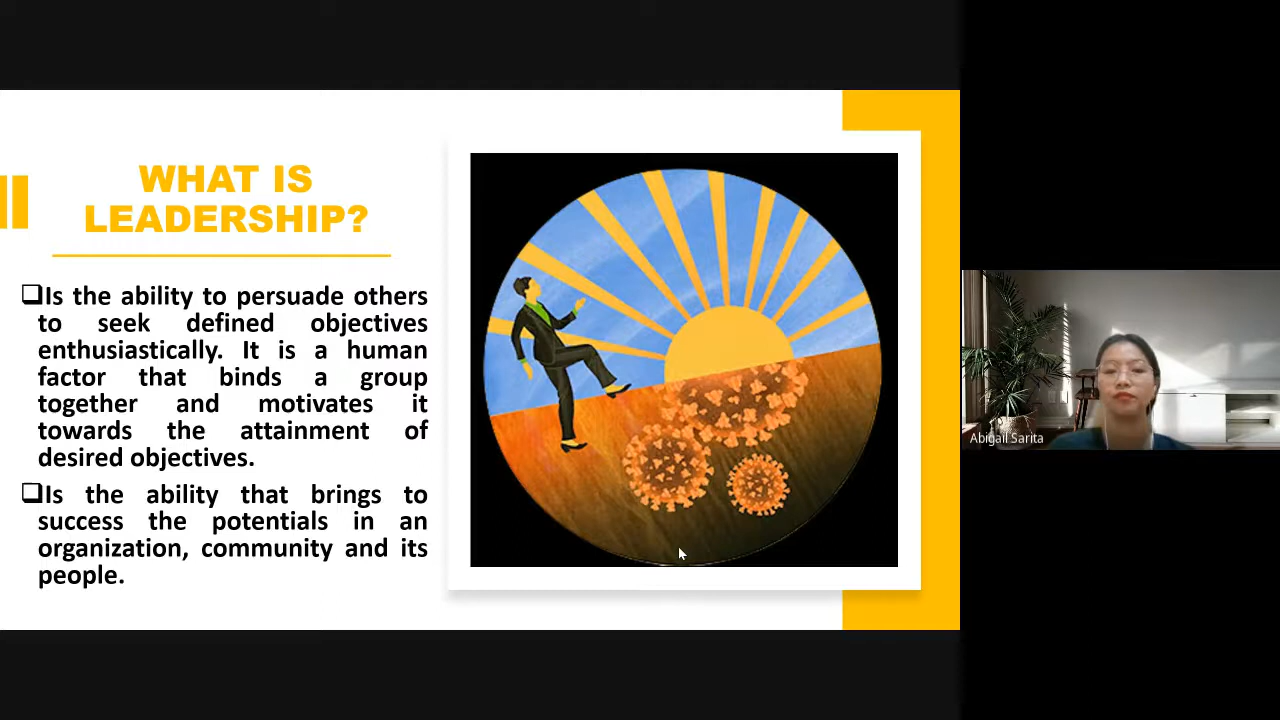 WHAT IS
LEADERSHIP?
❑Is the ability to persuade others
to seek defined objectives
enthusiastically. It is a human
factor that binds a group
together and motivates it
towards the attainment of
desired objectives.
❑Is the ability that brings to
success the potentials in an
organization, community and its
people.
Abigail Sarita